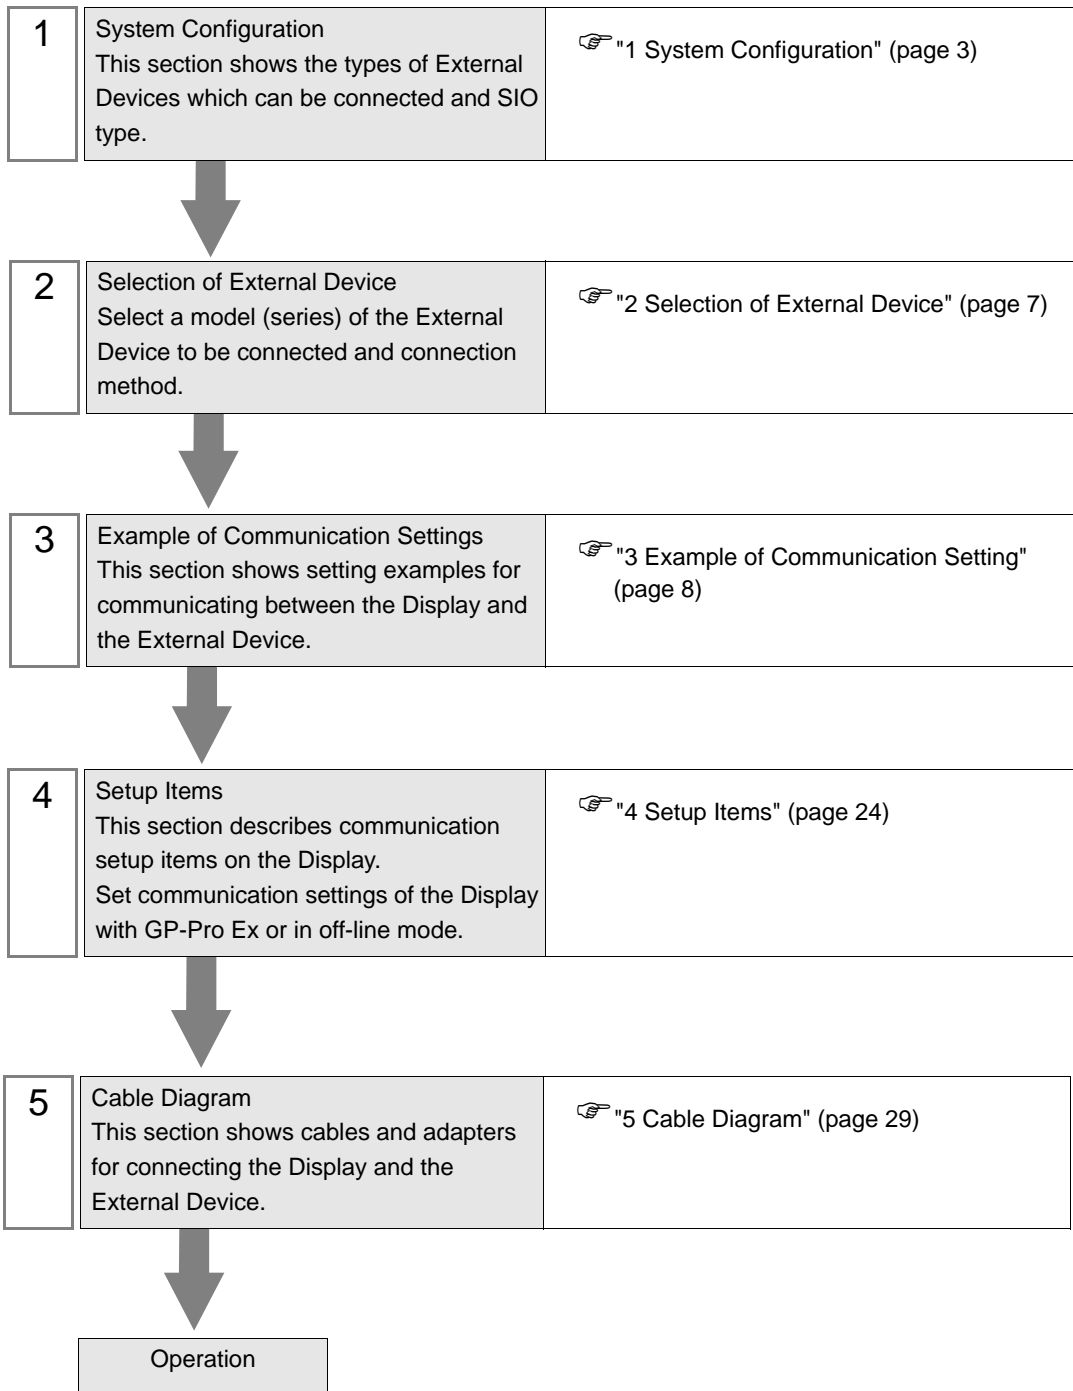 1
System Configuration
This section shows the types of External
Devices which can be connected and SIO
type.
"1 System Configuration" (page 3)
2
Selection of External Device
Select a model (series) of the External
Device to be connected and connection
method.
"2 Selection of External Device" (page 7)
3
Example of Communication Settings
This section shows setting examples for
communicating between the Display and
the External Device.
"3 Example of Communication Setting"
(page 8)
4
Setup Items
This section describes communication
setup items on the Display.
Set communication settings of the Display
with GP-Pro Ex or in off-line mode.
"4 Setup Items" (page 24)
5
Cable Diagram
This section shows cables and adapters
for connecting the Display and the
External Device.
"5 Cable Diagram" (page 29)
Operation